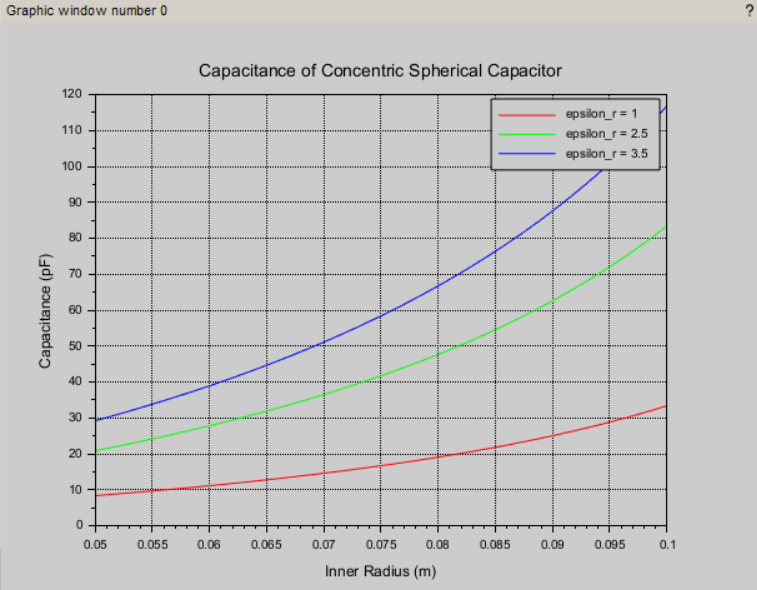 Graphic window number 0
?
Capacitance of Concentric Spherical Capacitor
120
110
100
90
80
70
60
50
40
30
20
10
0
Capacitance (pF)
epsilon_r = 1
epsilon_r = 2.5
epsilon_r = 3.5
0.05 0.055 0.06 0.065 0.07 0.075 0.08 0.085 0.09 0.095 0.1
Inner Radius (m)